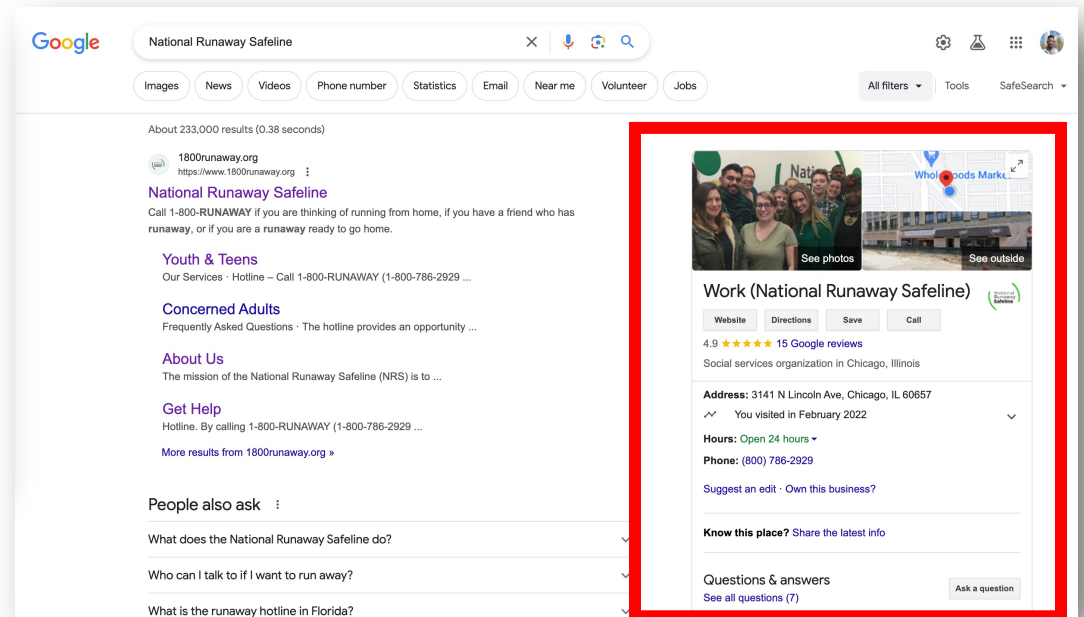 Google
National Runaway Safeline
Images
News
Videos
Phone number
Statistics
Email
Near me
Volunteer
Jobs
All filters
Tools
SafeSearch
About 233,000 results (0.38 seconds)
1800runaway.org
https://www.1800runaway.org
National Runaway Safeline
Call 1-800-RUNAWAY if you are thinking of running from home, if you have a friend who has
runaway, or if you are a runaway ready to go home.
Youth & Teens
Our Services · Hotline – Call 1-800-RUNAWAY (1-800-786-2929 ...
Concerned Adults
Frequently Asked Questions · The hotline provides an opportunity ...
About Us
The mission of the National Runaway Safeline (NRS) is to ...
Get Help
Hotline. By calling 1-800-RUNAWAY (1-800-786-2929 ...
More results from 1800runaway.org »
People also ask
What does the National Runaway Safeline do?
Who can I talk to if I want to run away?
What is the runaway hotline in Florida?
See photos
See outside
Work (National Runaway Safeline)
National
Runaway
Safeline
Website
Directions
Save
Call
4.9 ★★★★★ 15 Google reviews
Social services organization in Chicago, Illinois
Address: 3141 N Lincoln Ave, Chicago, IL 60657
You visited in February 2022
Hours: Open 24 hours
Phone: (800) 786-2929
Suggest an edit · Own this business?
Know this place? Share the latest info
Questions & answers
See all questions (7)
Ask a question